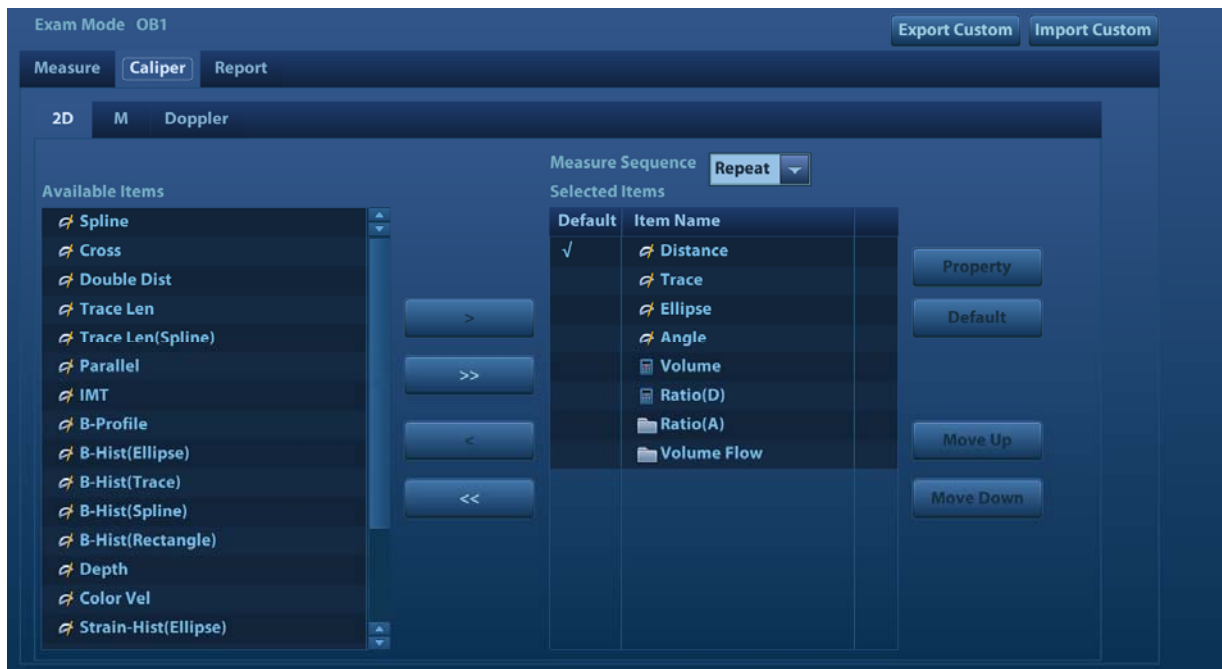 Exam Mode OB1
Export Custom Import Custom
Measure Caliper Report
2D M Doppler
Measure Sequence Repeat
Available Items
Selected Items
Spline
Cross
Double Dist
Trace Len
Trace Len(Spline)
Parallel
IMT
B-Profile
B-Hist(Ellipse)
B-Hist(Trace)
B-Hist(Spline)
B-Hist(Rectangle)
Depth
Color Vel
Strain-Hist(Ellipse)
>
>>
<
<<
Default Item Name
√ Distance
Trace
Ellipse
Angle
Volume
Ratio(D)
Ratio(A)
Volume Flow
Property
Default
Move Up
Move Down